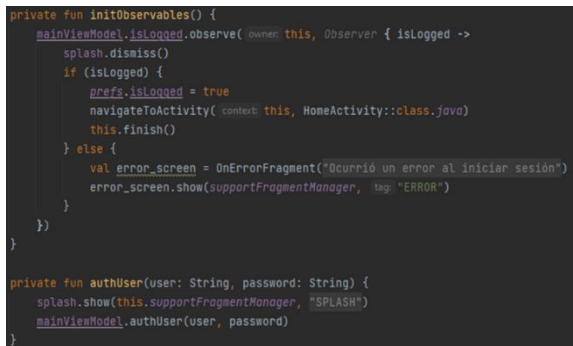 private fun initObservables() {
    mainViewModel.isLogged.observe( owner: this, Observer { isLogged ->
        splash.dismiss()
        if (isLogged) {
            prefs.isLogged = true
            navigateToActivity( context: this, HomeActivity::class.java)
            this.finish()
        } else {
            val error_screen = OnErrorFragment("Ocurrió un error al iniciar sesión")
            error_screen.show(supportFragmentManager, tag: "ERROR")
        }
    })
}
private fun authUser(user: String, password: String) {
    splash.show(this.supportFragmentManager, "SPLASH")
    mainViewModel.authUser(user, password)
}